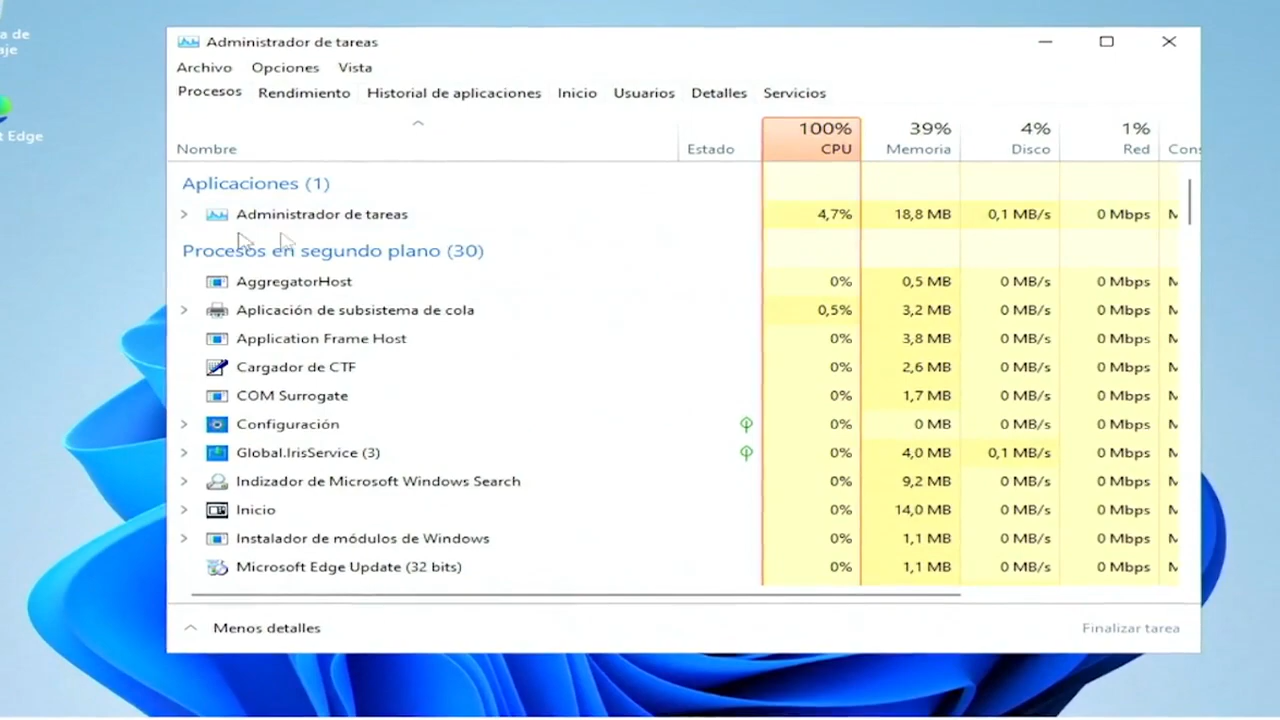 a de
aje
t Edge
Administrador de tareas
Archivo Opciones Vista
Procesos Rendimiento Historial de aplicaciones Inicio Usuarios Detalles Servicios
100% 39% 4% 1%
Nombre Estado CPU Memoria Disco Red Cons
Aplicaciones (1)
Administrador de tareas 4,7% 18,8 MB 0,1 MB/s 0 Mbps M
Procesos en segundo plano (30)
AggregatorHost 0% 0,5 MB 0 MB/s 0 Mbps M
Aplicación de subsistema de cola 0,5% 3,2 MB 0 MB/s 0 Mbps M
Application Frame Host 0% 3,8 MB 0 MB/s 0 Mbps M
Cargador de CTF 0% 2,6 MB 0 MB/s 0 Mbps M
COM Surrogate 0% 1,7 MB 0 MB/s 0 Mbps M
Configuración 0% 0 MB 0 MB/s 0 Mbps M
Global.IrisService (3) 0% 4,0 MB 0,1 MB/s 0 Mbps M
Indizador de Microsoft Windows Search 0% 9,2 MB 0 MB/s 0 Mbps M
Inicio 0% 14,0 MB 0 MB/s 0 Mbps M
Instalador de módulos de Windows 0% 1,1 MB 0 MB/s 0 Mbps M
Microsoft Edge Update (32 bits) 0% 1,1 MB 0 MB/s 0 Mbps M
Menos detalles Finalizar tarea